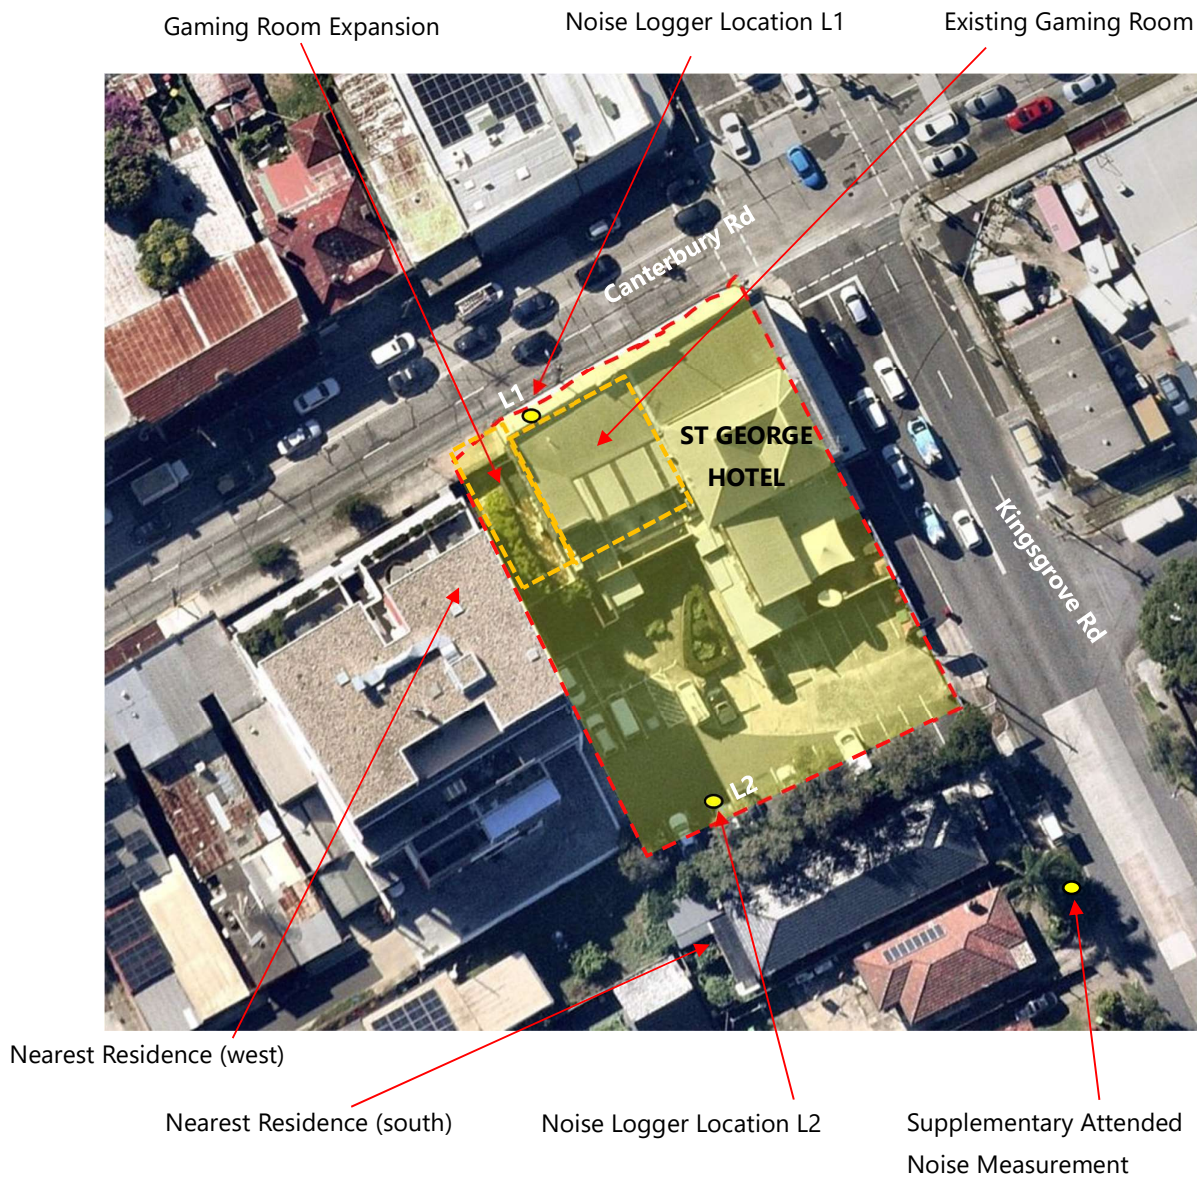 Gaming Room Expansion
Noise Logger Location L1
Existing Gaming Room
Canterbury Rd
L1
ST GEORGE
HOTEL
Kingsgrove Rd
L2
Nearest Residence (west)
Nearest Residence (south)
Noise Logger Location L2
Supplementary Attended
Noise Measurement